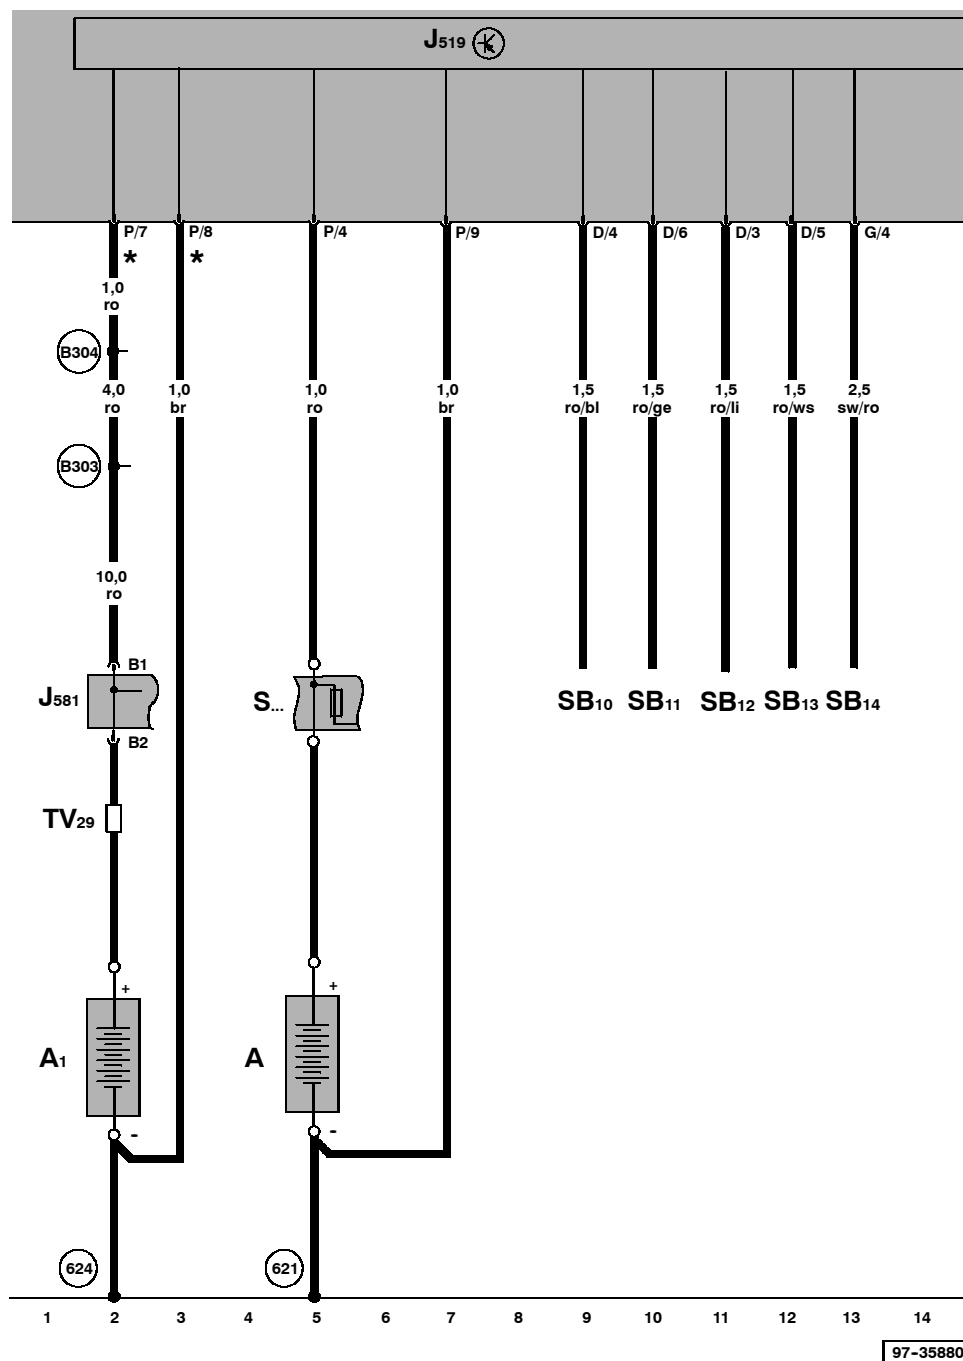 J519
P/7 P/8 P/4 P/9 D/4 D/6 D/3 D/5 G/4
* *
1,0
ro
B304
4,0 1,0 1,0 1,0 1,5 1,5 1,5 1,5 2,5
ro br ro br ro/bl ro/ge ro/li ro/ws sw/ro
B303
10,0
ro
B1
J581 S... SB10 SB11 SB12 SB13 SB14
B2
TV29
+ +
A1 A
- -
624 621
1 2 3 4 5 6 7 8 9 10 11 12 13 14
97-35880